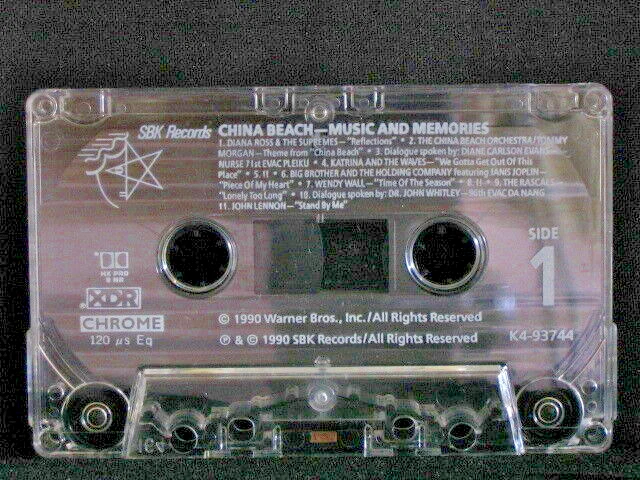 SBK Records CHINA BEACH—MUSIC AND MEMORIES
1. DIANA ROSS & THE SUPREMES—"Reflections" • 2. THE CHINA BEACH ORCHESTRA/TOMMY
MORGAN—Theme from "China Beach" • 3. Dialogue spoken by: DIANE CARLSON EVANS—
NURSE 71st EVAC PLEIKU • 4. KATRINA AND THE WAVES—"We Gotta Get Out Of This
Place" • 5. !! • 6. BIG BROTHER AND THE HOLDING COMPANY featuring JANIS JOPLIN—
"Piece Of My Heart" • 7. WENDY WALL—"Time Of The Season" • 8. !! • 9. THE RASCALS—
"Lonely Too Long" • 10. Dialogue spoken by: DR. JOHN WHITLEY—96th EVAC DA NANG
11. JOHN LENNON—"Stand By Me"
SIDE
1
HX PRO
B NR
XDR
CHROME
120 µs Eq
© 1990 Warner Bros., Inc./All Rights Reserved
℗ & © 1990 SBK Records/All Rights Reserved
K4-93744